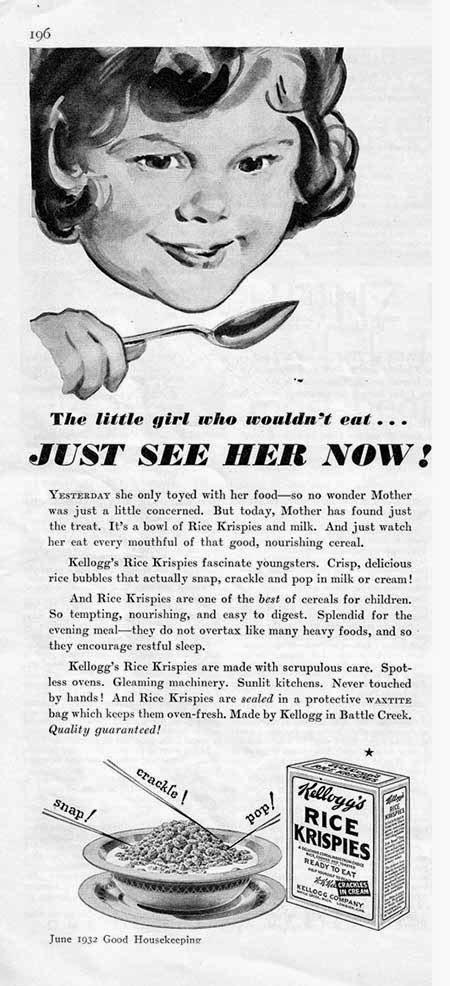 196
The little girl who wouldn't eat . . .
JUST SEE HER NOW!
YESTERDAY she only toyed with her food—so no wonder Mother
was just a little concerned. But today, Mother has found just
the treat. It's a bowl of Rice Krispies and milk. And just watch
her eat every mouthful of that good, nourishing cereal.
Kellogg's Rice Krispies fascinate youngsters. Crisp, delicious
rice bubbles that actually snap, crackle and pop in milk or cream!
And Rice Krispies are one of the best of cereals for children.
So tempting, nourishing, and easy to digest. Splendid for the
evening meal—they do not overtax like many heavy foods, and so
they encourage restful sleep.
Kellogg's Rice Krispies are made with scrupulous care. Spot-
less ovens. Gleaming machinery. Sunlit kitchens. Never touched
by hands! And Rice Krispies are sealed in a protective WAXTITE
bag which keeps them oven-fresh. Made by Kellogg in Battle Creek.
Quality guaranteed!
snap!
crackle!
pop!
KELLOGG'S
RICE KRISPIES
Kellogg's
RICE
KRISPIES
READY TO EAT
CRACKLES
IN CREAM
KELLOGG COMPANY
RICE
KRISPIES
June 1932 Good Housekeeping